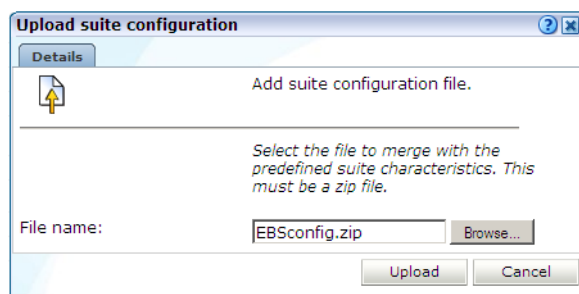 Upload suite configuration
Details
Add suite configuration file.
Select the file to merge with the
predefined suite characteristics. This
must be a zip file.
File name:
EBSconfig.zip
Browse...
Upload
Cancel